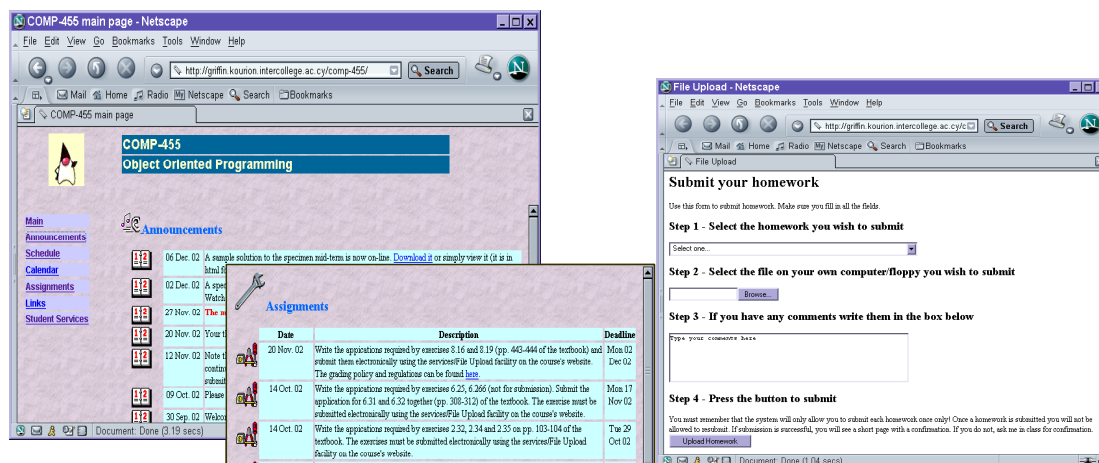 COMP-455 main page - Netscape
File Edit View Go Bookmarks Tools Window Help
http://griffin.kourion.intercollege.ac.cy/comp-455/
Search
Mail Home Radio My Netscape Search Bookmarks
COMP-455 main page
COMP-455
Object Oriented Programming
Main
Announcements
Schedule
Calendar
Assignments
Links
Student Services
Announcements
06 Dec. 02 A sample solution to the specimen mid-term is now on-line. Download it or simply view it (it is in
html
02 Dec. 02 A
Watch
27 Nov. 02 The
20 Nov. 02 Your
12 Nov. 02 Note
09 Oct. 02 Please
30 Sep. 02
Document: Done (3.19 secs)
Assignments
Date Description Deadline
20 Nov. 02 Write the appications required by exercises 8.16 and 8.19 (pp. 443-444 of the textbook) and Mon 02
submit them electronically using the services/File Upload facility on the course's website. Dec 02
The grading policy and regulations can be found here.
14 Oct. 02 Write the appications required by exercises 6.25, 6.266 (not for submission). Submit the Mon 17
application for 6.31 and 6.32 together (pp. 308-312) of the textbook. The exercise must be Nov 02
submitted electronically using the services/File Upload facility on the course's website.
14 Oct. 02 Write the appications required by exercises 2.32, 2.34 and 2.35 on pp. 103-104 of the Tue 29
textbook. The exercises must be submitted electronically using the services/File Upload Oct 02
facility on the course's website.
File Upload - Netscape
File Edit View Go Bookmarks Tools Window Help
http://griffin.kourion.intercollege.ac.cy/c
Search
Mail Home Radio My Netscape Search Bookmarks
File Upload
Submit your homework
Use this form to submit homework. Make sure you fill in all the fields.
Step 1 - Select the homework you wish to submit
Select one...
Step 2 - Select the file on your own computer/floppy you wish to submit
Browse...
Step 3 - If you have any comments write them in the box below
Type your comments here
Step 4 - Press the button to submit
You must remember that the system will only allow you to submit each homework once only! Once a homework is submitted you will not be
allowed to resubmit. If submission is successful, you will see a short page with a confirmation. If you do not, ask me in class for confirmation.
Upload Homework
Document: Done (1.04 secs)